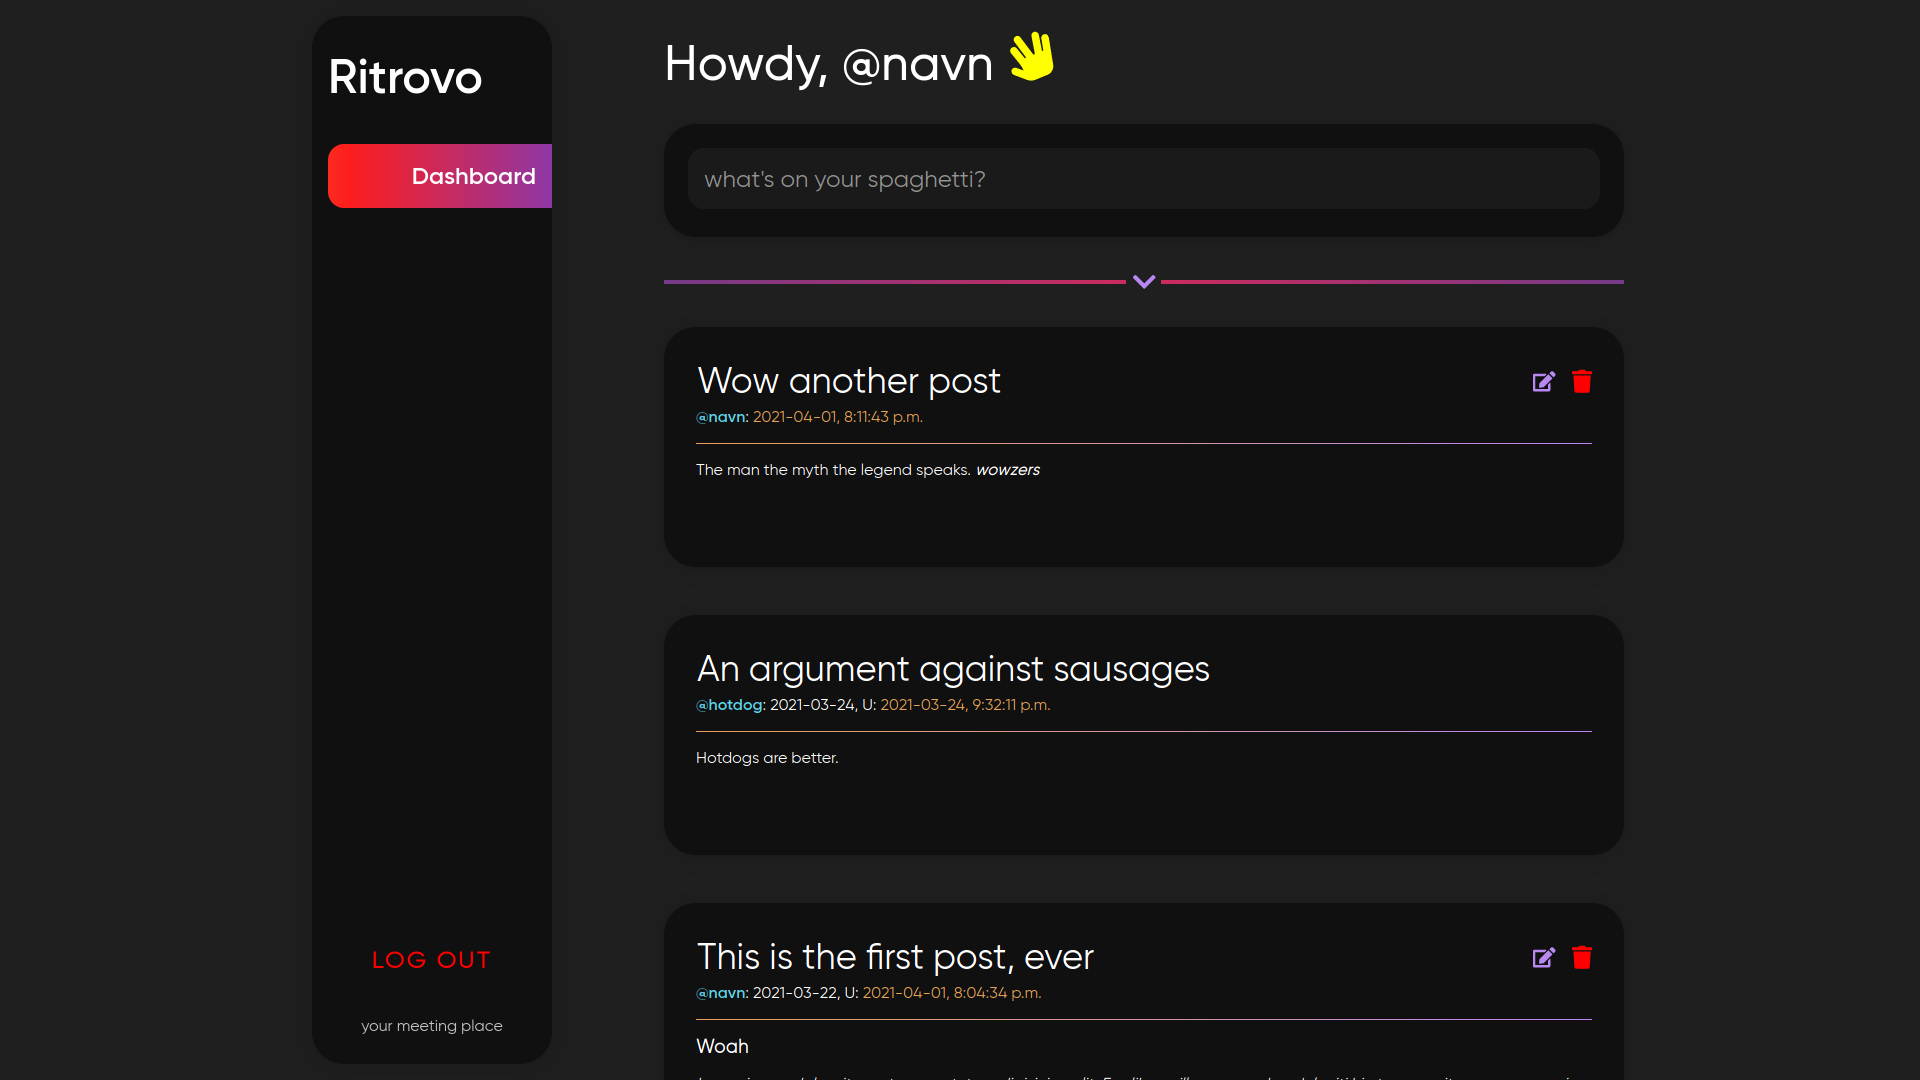 Ritrovo
Dashboard
LOG OUT
your meeting place
Howdy, @navn
what's on your spaghetti?
Wow another post
@navn: 2021-04-01, 8:11:43 p.m.
The man the myth the legend speaks. wowzers
An argument against sausages
@hotdog: 2021-03-24, U: 2021-03-24, 9:32:11 p.m.
Hotdogs are better.
This is the first post, ever
@navn: 2021-03-22, U: 2021-04-01, 8:04:34 p.m.
Woah